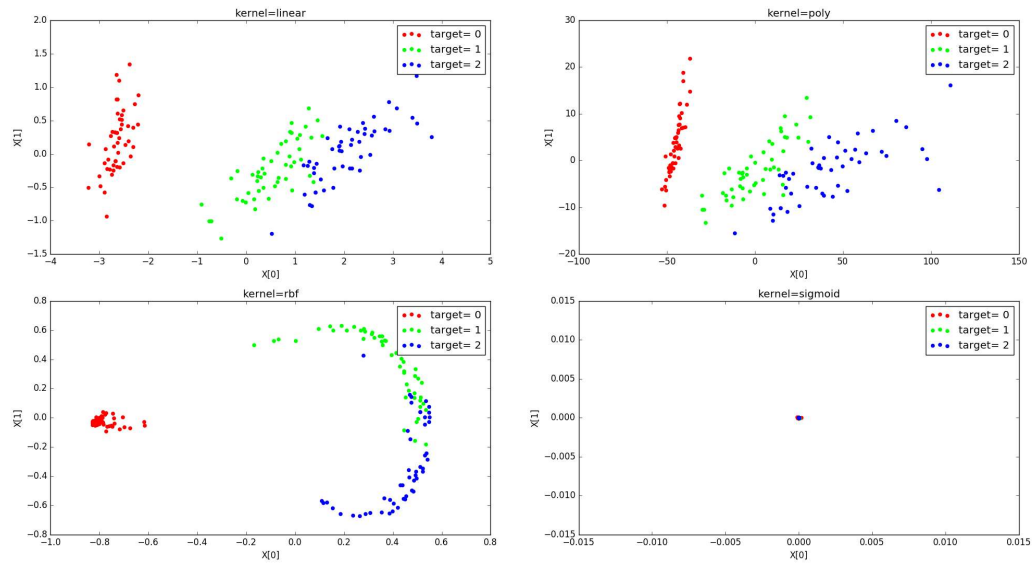 kernel=linear
2.0
1.5
1.0
0.5
0.0
−0.5
−1.0
−1.5
X[1]
−4 −3 −2 −1 0 1 2 3 4 5
X[0]
target= 0
target= 1
target= 2
kernel=poly
30
20
10
0
−10
−20
X[1]
−100 −50 0 50 100 150
X[0]
target= 0
target= 1
target= 2
kernel=rbf
0.8
0.6
0.4
0.2
0.0
−0.2
−0.4
−0.6
−0.8
X[1]
−1.0 −0.8 −0.6 −0.4 −0.2 0.0 0.2 0.4 0.6 0.8
X[0]
target= 0
target= 1
target= 2
kernel=sigmoid
0.015
0.010
0.005
0.000
−0.005
−0.010
−0.015
X[1]
−0.015 −0.010 −0.005 0.000 0.005 0.010 0.015
X[0]
target= 0
target= 1
target= 2